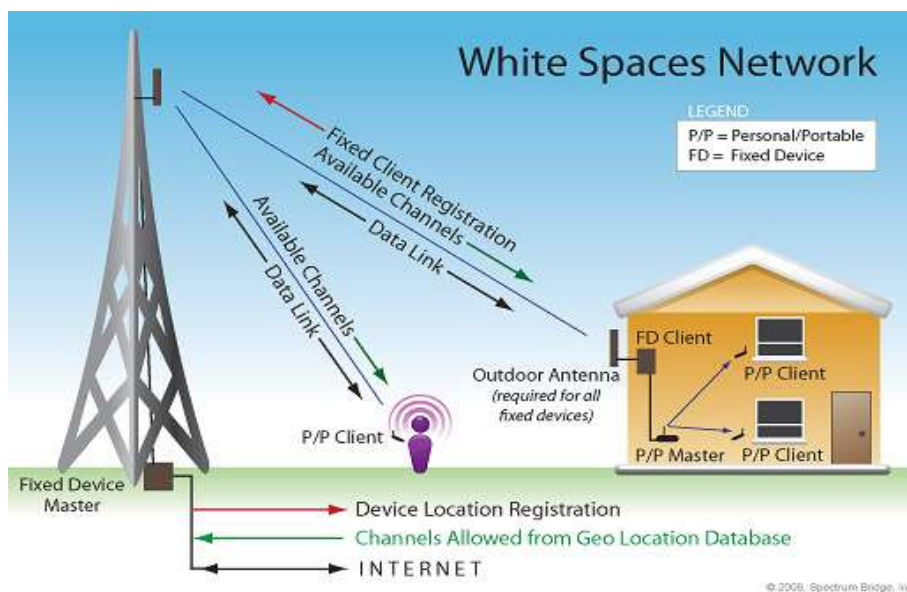 White Spaces Network
LEGEND
P/P = Personal/Portable
FD = Fixed Device
Fixed Client Registration
Available Channels
Data Link
Available Channels
Data Link
FD Client
P/P Client
Outdoor Antenna
(required for all
fixed devices)
P/P Client
P/P Master
P/P Client
Fixed Device
Master
Device Location Registration
Channels Allowed from Geo Location Database
INTERNET
Spectrum Bridge,